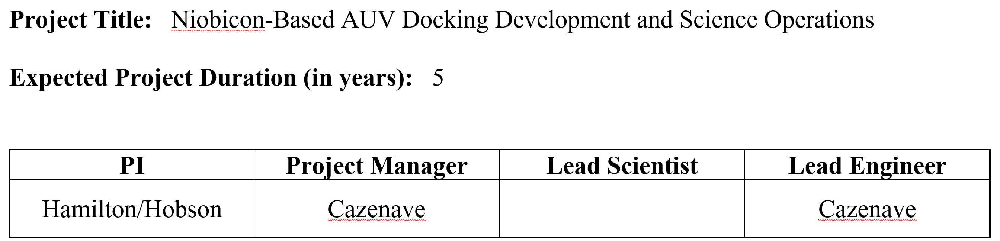 Project Title: Niobicon-Based AUV Docking Development and Science Operations
Expected Project Duration (in years): 5
PI Project Manager Lead Scientist Lead Engineer
Hamilton/Hobson Cazenave Cazenave